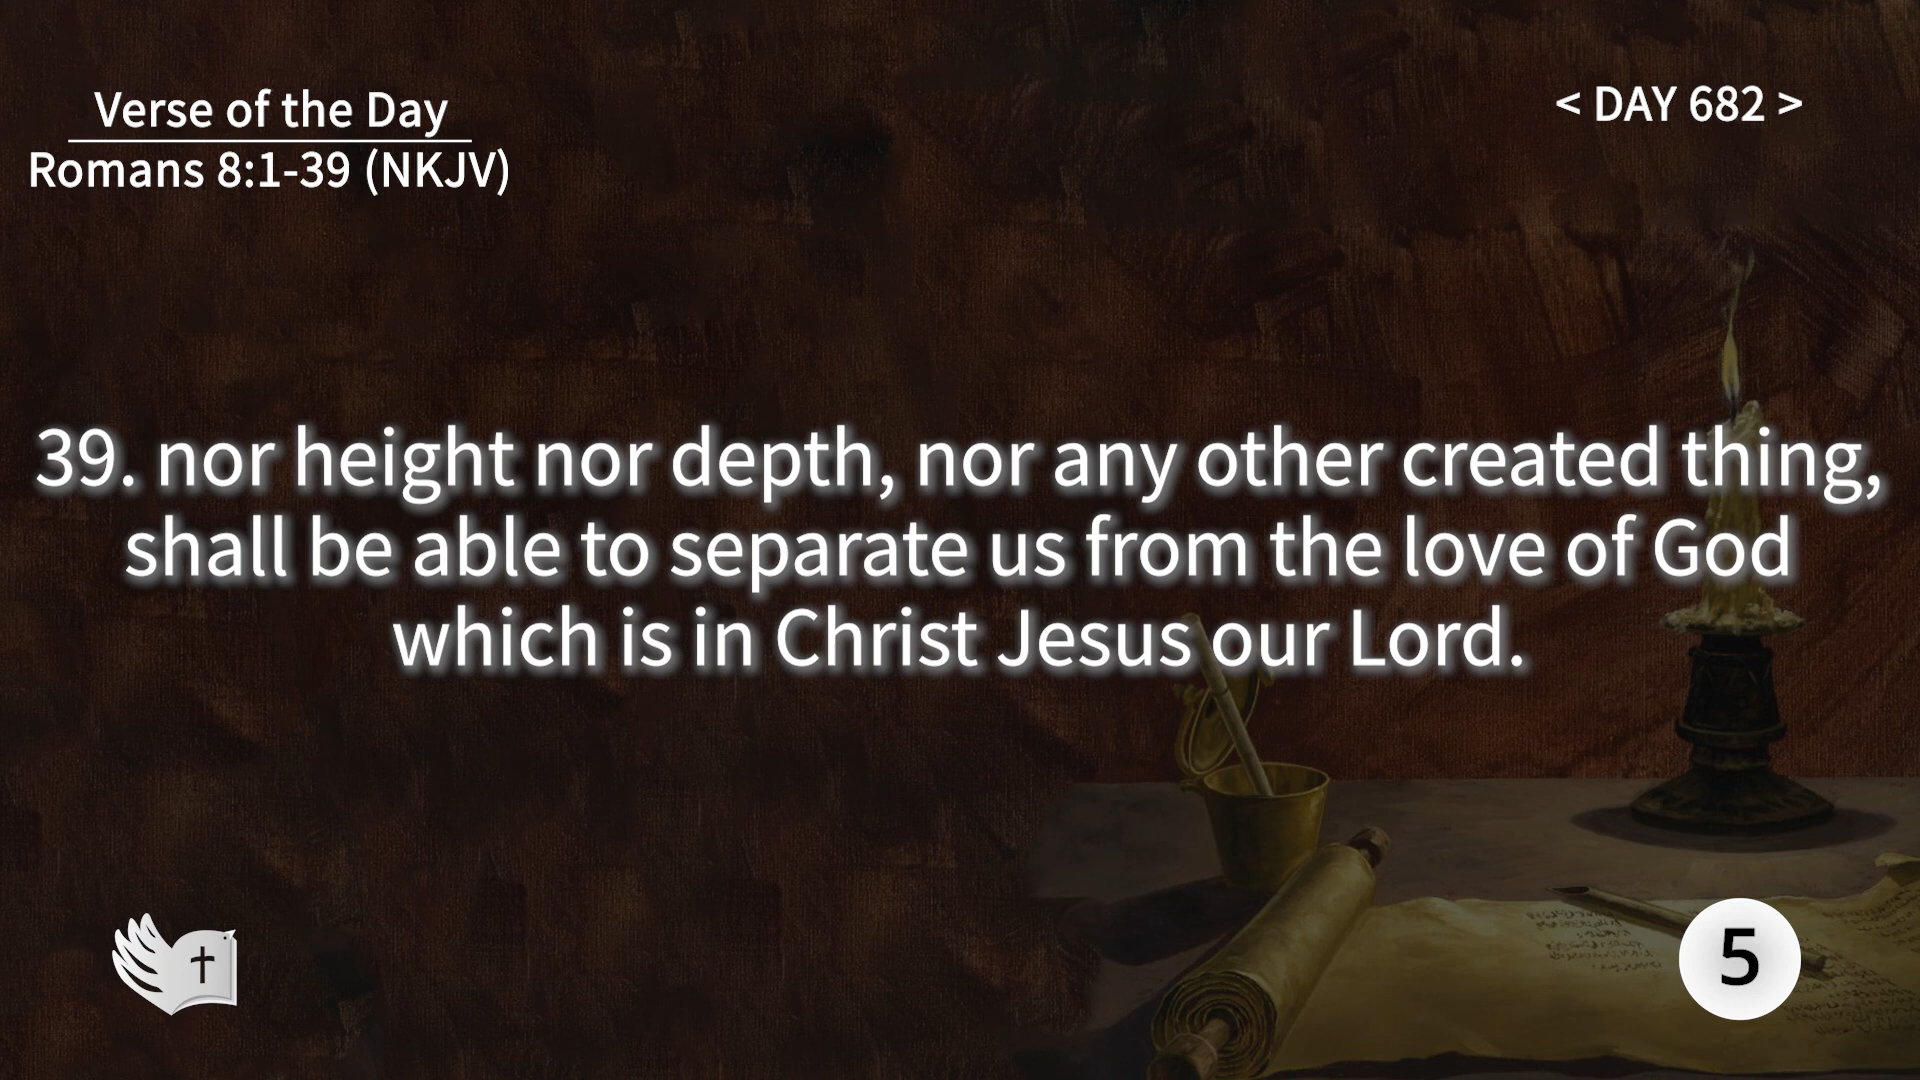 Verse of the Day
Romans 8:1-39 (NKJV)
< DAY 682 >
39. nor height nor depth, nor any other created thing,
shall be able to separate us from the love of God
which is in Christ Jesus our Lord.
5